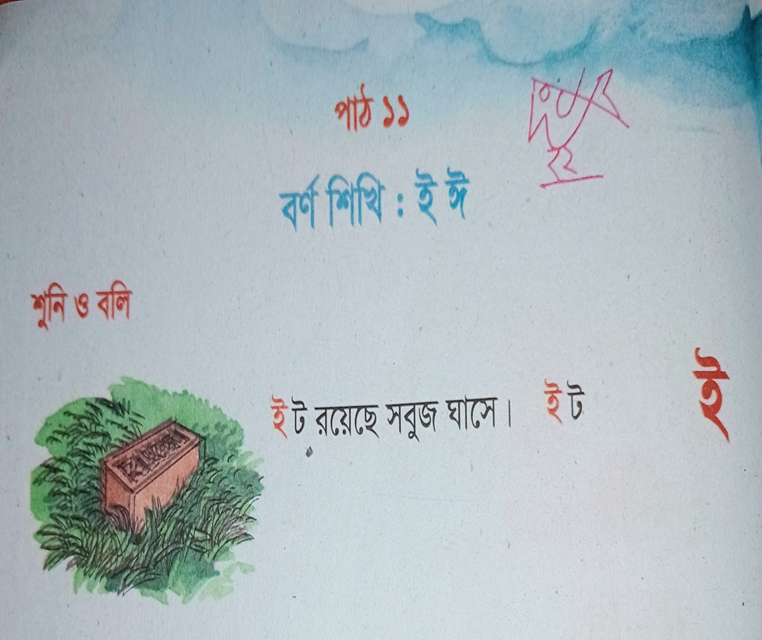 পাঠ ১১
বর্ণ শিখি : ই ঈ
শুনি ও বলি
ইট রয়েছে সবুজ ঘাসে। ইট ই